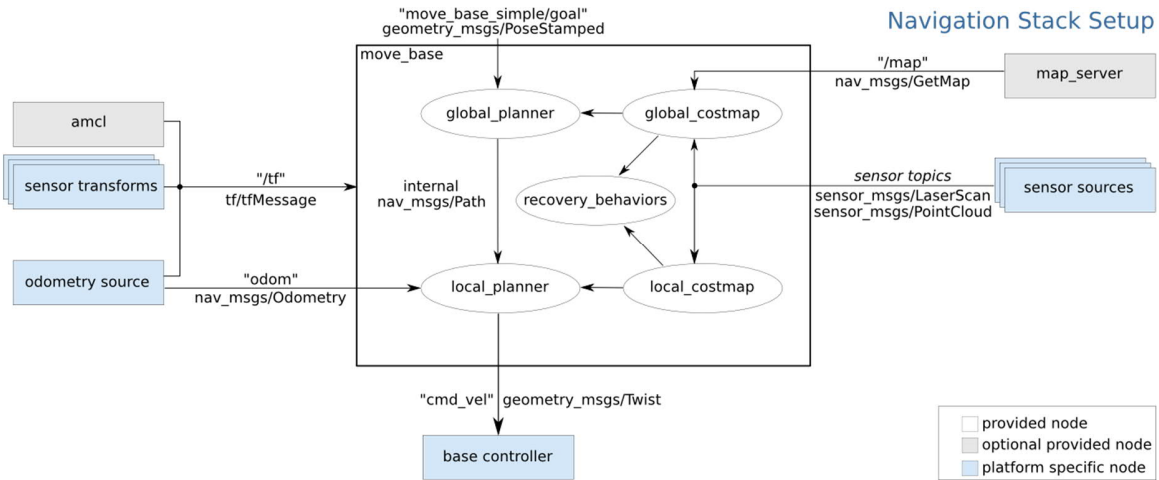 Navigation Stack Setup
"move_base_simple/goal"
geometry_msgs/PoseStamped
move_base
"/map"
nav_msgs/GetMap
map_server
global_planner
global_costmap
amcl
sensor transforms
"/tf"
tf/tfMessage
internal
nav_msgs/Path
recovery_behaviors
sensor topics
sensor_msgs/LaserScan
sensor_msgs/PointCloud
sensor sources
odometry source
"odom"
nav_msgs/Odometry
local_planner
local_costmap
"cmd_vel" geometry_msgs/Twist
base controller
provided node
optional provided node
platform specific node